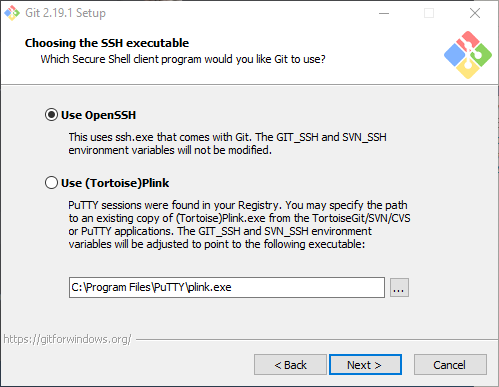 Git 2.19.1 Setup
Choosing the SSH executable
Which Secure Shell client program would you like Git to use?
Use OpenSSH
This uses ssh.exe that comes with Git. The GIT_SSH and SVN_SSH
environment variables will not be modified.
Use (Tortoise)Plink
PuTTY sessions were found in your Registry. You may specify the path
to an existing copy of (Tortoise)Plink.exe from the TortoiseGit/SVN/CVS
or PuTTY applications. The GIT_SSH and SVN_SSH environment
variables will be adjusted to point to the following executable:
C:\Program Files\PuTTY\plink.exe
...
https://gitforwindows.org/
< Back
Next >
Cancel